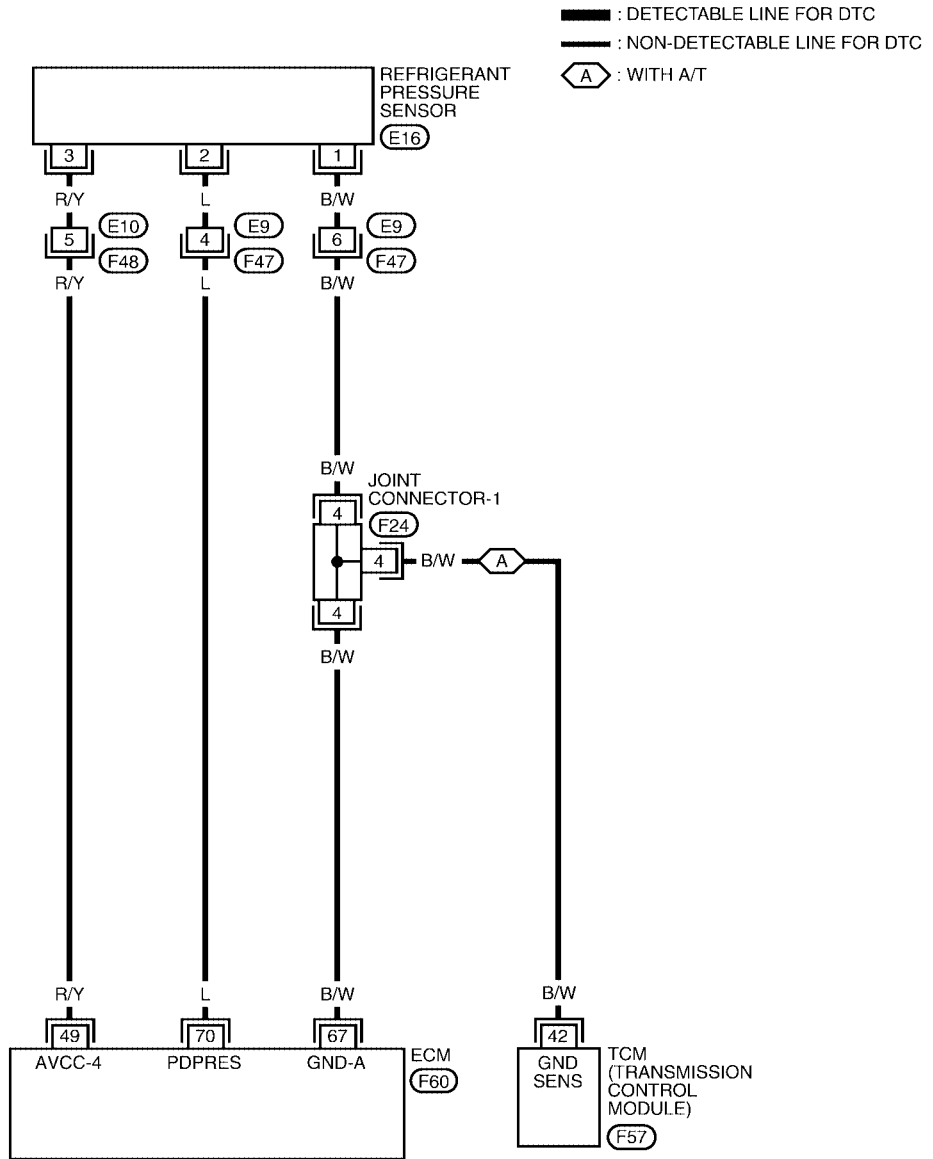 : DETECTABLE LINE FOR DTC
: NON-DETECTABLE LINE FOR DTC
A : WITH A/T
REFRIGERANT
PRESSURE
SENSOR
E16
3 2 1
R/Y L B/W
5 E10 4 E9 6 E9
F48 F47 F47
R/Y L B/W
B/W
JOINT
CONNECTOR-1
4
F24
4 B/W A
4
B/W
R/Y L B/W B/W
49 70 67 42
AVCC-4 PDPRES GND-A
ECM
F60
GND
SENS
TCM
(TRANSMISSION
CONTROL
MODULE)
F57